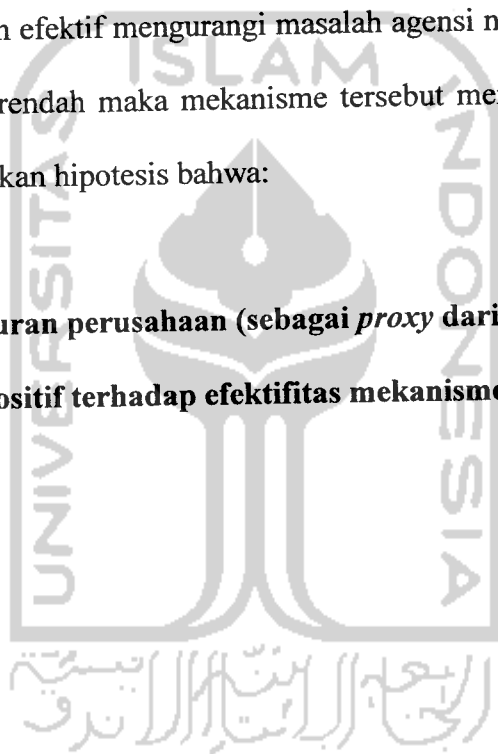 efektif mengurangi masalah agensi
ISLAM
rendah maka mekanisme tersebut
kan hipotesis bahwa:
uran perusahaan (sebagai proxy dari
ositif terhadap efektifitas mekanisme
UNIVERSITAS
INDONESIA